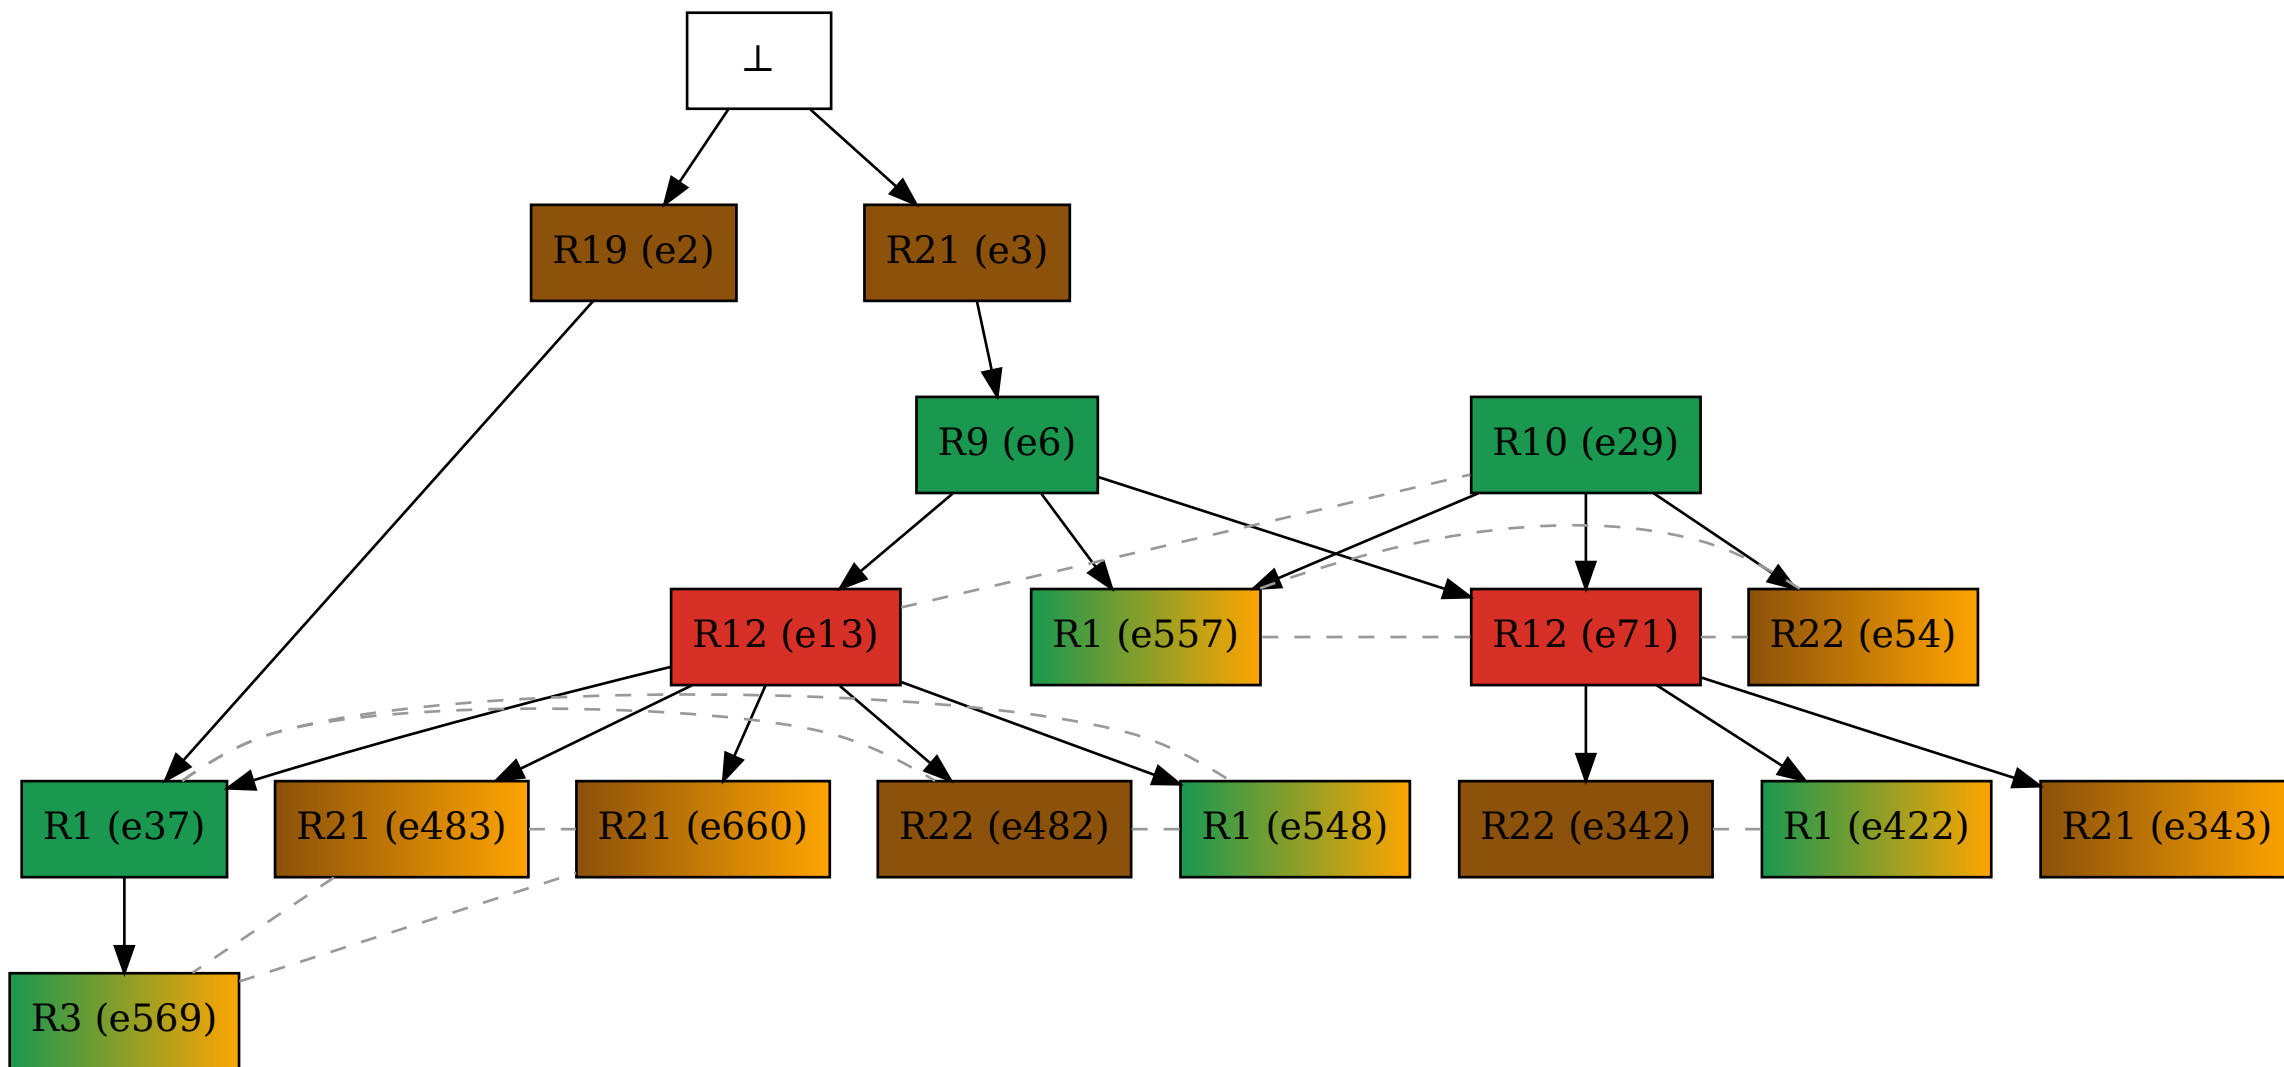 ⊥
R19 (e2)
R21 (e3)
R9 (e6)
R10 (e29)
R12 (e13)
R1 (e557)
R12 (e71)
R22 (e54)
R1 (e37)
R21 (e483)
R21 (e660)
R22 (e482)
R1 (e548)
R22 (e342)
R1 (e422)
R21 (e343)
R3 (e569)